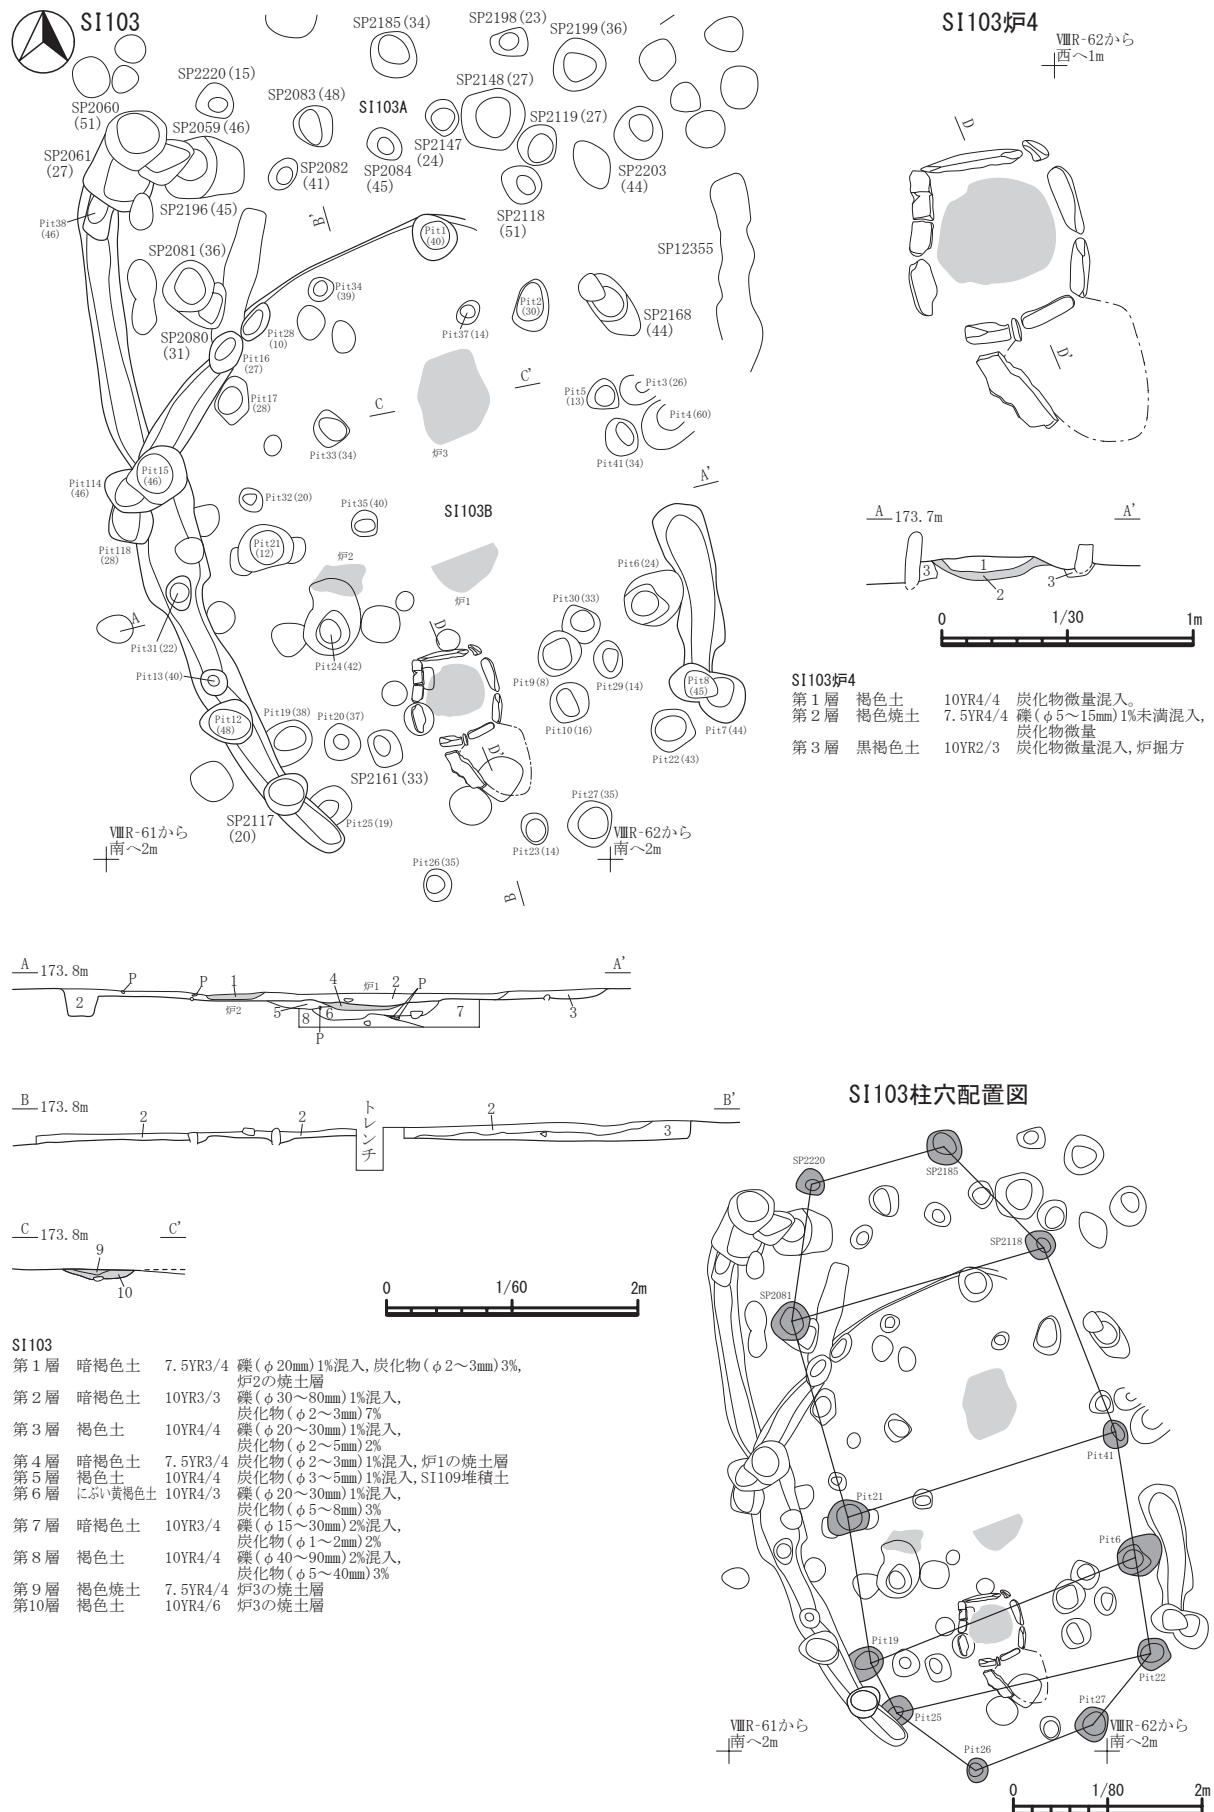 SI103
SP2185(34)
SP2198(23)
SP2199(36)
SP2220(15)
SP2083(48)
SI103A
SP2148(27)
SP2060
(51)
SP2059(46)
SP2119(27)
SP2061
(27)
SP2082
(41)
SP2084
(45)
SP2147
(24)
SP2203
(44)
SP2196(45)
SP2118
(51)
Pit38
(46)
B'
Pit1
(40)
SP2081(36)
SP12355
Pit34
(39)
Pit2
(30)
SP2168
(44)
SP2080
(31)
Pit28
(10)
Pit37(14)
Pit16
(27)
C'
Pit17
(28)
C
Pit5
(13)
Pit3(26)
Pit4(60)
Pit33(34)
炉3
Pit41(34)
Pit15
(46)
Pit114
(46)
A'
Pit32(20)
Pit35(40)
SI103B
Pit118
(28)
Pit21
(12)
炉2
Pit6(24)
炉1
Pit30(33)
A
D
Pit31(22)
Pit24(42)
Pit13(40)
Pit9(8)
Pit29(14)
Pit8
(45)
Pit12
(48)
Pit19(38)
Pit20(37)
Pit10(16)
Pit7(44)
D'
SP2161(33)
Pit22(43)
SP2117
(20)
Pit25(19)
Pit27(35)
ⅧR-61から
南へ2m
Pit23(14)
ⅧR-62から
南へ2m
Pit26(35)
B
SI103炉4
ⅧR-62から
西へ1m
D
D'
A 173.7m A'
3 1 3
2
0 1/30 1m
SI103炉4
第1層 褐色土 10YR4/4 炭化物微量混入。
第2層 褐色焼土 7.5YR4/4 礫(φ5～15mm)1%未満混入,
炭化物微量
第3層 黒褐色土 10YR2/3 炭化物微量混入,炉掘方
A 173.8m A'
P P 1 4 炉1 2 P
2 炉2 5 8 6 7 3
P
B 173.8m B'
2 2 トレンチ 2 3
C 173.8m C'
9
10
0 1/60 2m
SI103
第1層 暗褐色土 7.5YR3/4 礫(φ20mm)1%混入,炭化物(φ2～3mm)3%,
炉2の焼土層
第2層 暗褐色土 10YR3/3 礫(φ30～80mm)1%混入,
炭化物(φ2～3mm)7%
第3層 褐色土 10YR4/4 礫(φ20～30mm)1%混入,
炭化物(φ2～5mm)2%
第4層 暗褐色土 7.5YR3/4 炭化物(φ2～3mm)1%混入,炉1の焼土層
第5層 褐色土 10YR4/4 炭化物(φ3～5mm)1%混入,SI109堆積土
第6層 にぶい黄褐色土 10YR4/3 礫(φ20～30mm)1%混入,
炭化物(φ5～8mm)3%
第7層 暗褐色土 10YR3/4 礫(φ15～30mm)2%混入,
炭化物(φ1～2mm)2%
第8層 褐色土 10YR4/4 礫(φ40～90mm)2%混入,
炭化物(φ5～40mm)3%
第9層 褐色焼土 7.5YR4/4 炉3の焼土層
第10層 褐色土 10YR4/6 炉3の焼土層
SI103柱穴配置図
SP2220
SP2185
SP2118
SP2081
Pit41
Pit21
Pit6
Pit19
Pit22
Pit25
Pit27
ⅧR-61から
南へ2m
ⅧR-62から
南へ2m
Pit26
0 1/80 2m